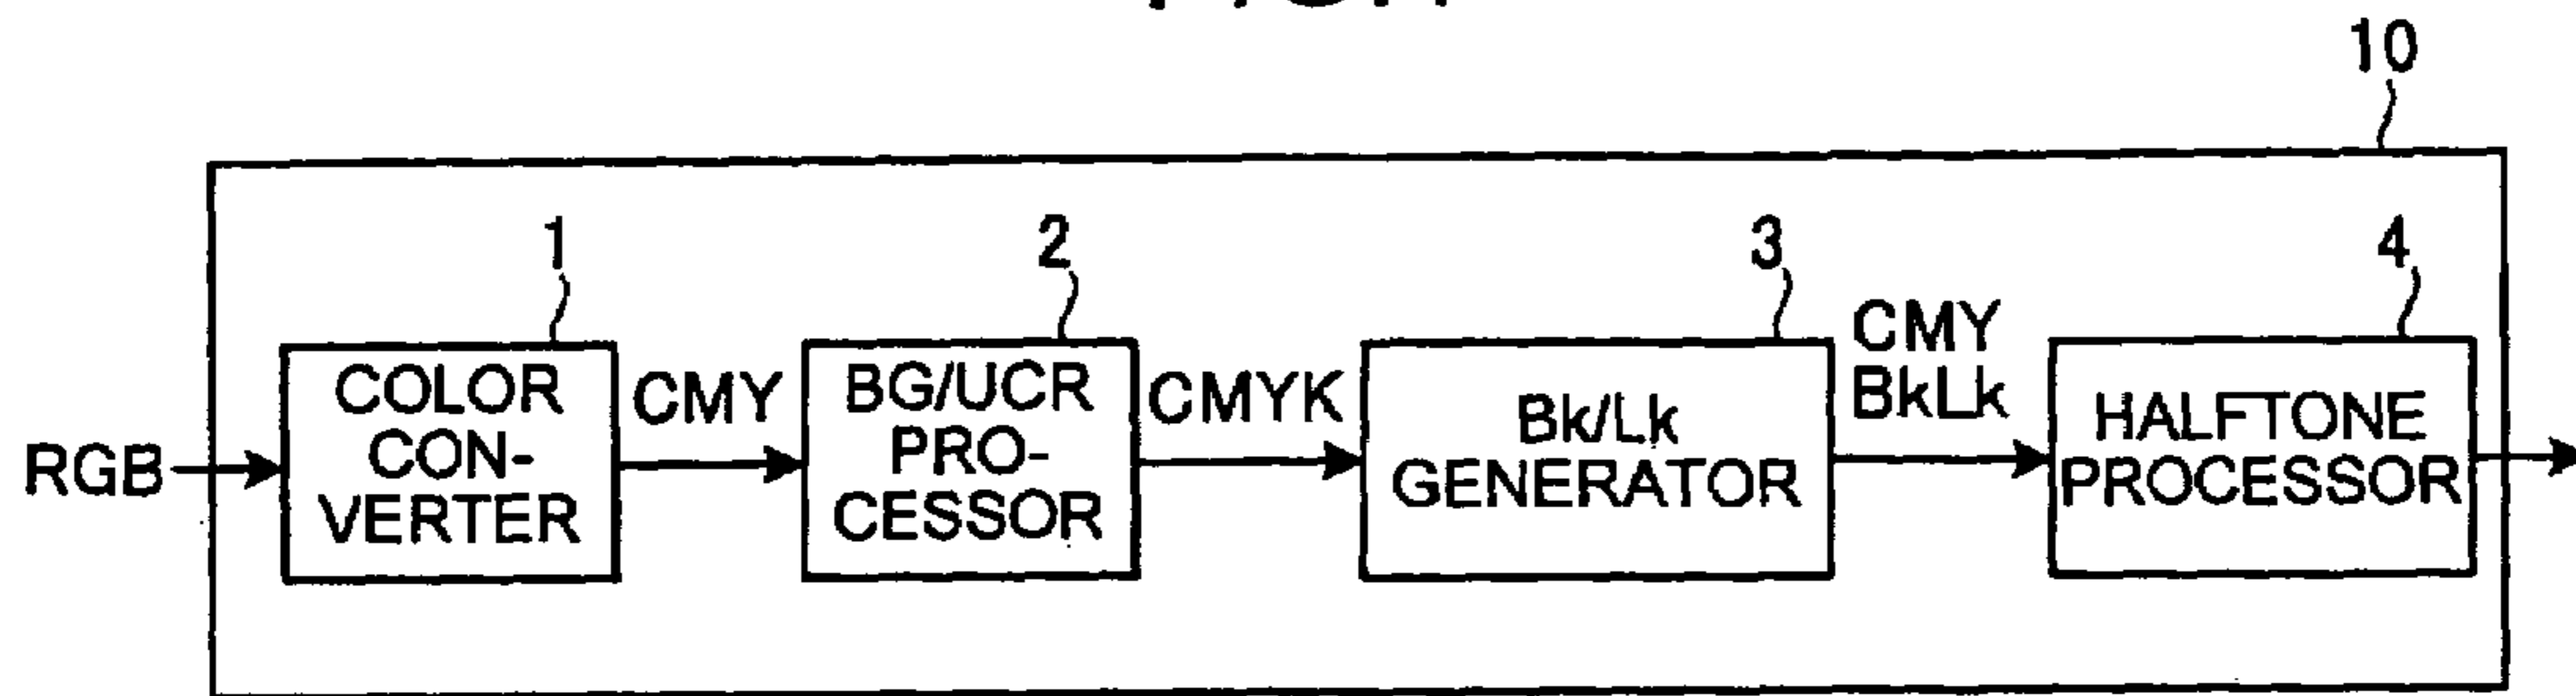 10
1
2
3
4
RGB
COLOR
CON-
VERTER
CMY
BG/UCR
PRO-
CESSOR
CMYK
Bk/Lk
GENERATOR
CMY
BkLk
HALFTONE
PROCESSOR